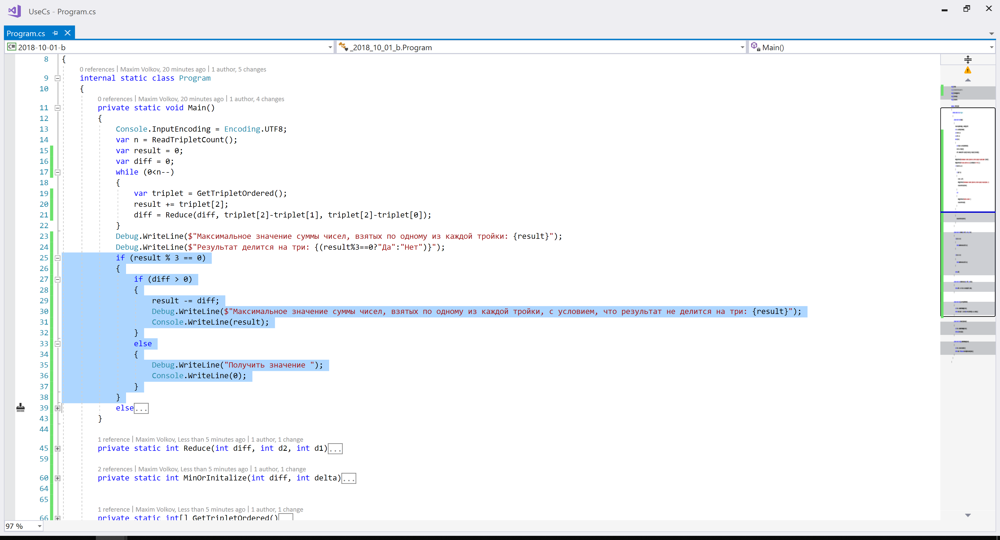 UseCs - Program.cs
Program.cs
C# 2018-10-01-b
_2018_10_01_b.Program
Main()
8 {
0 references | Maxim Volkov, 20 minutes ago | 1 author, 5 changes
9 internal static class Program
10 {
0 references | Maxim Volkov, 20 minutes ago | 1 author, 4 changes
11 private static void Main()
12 {
13 Console.InputEncoding = Encoding.UTF8;
14 var n = ReadTripletCount();
15 var result = 0;
16 var diff = 0;
17 while (0<n--)
18 {
19 var triplet = GetTripletOrdered();
20 result += triplet[2];
21 diff = Reduce(diff, triplet[2]-triplet[1], triplet[2]-triplet[0]);
22 }
23 Debug.WriteLine($"Максимальное значение суммы чисел, взятых по одному из каждой тройки: {result}");
24 Debug.WriteLine($"Результат делится на три: {(result%3==0?"Да":"Нет")}");
25 if (result % 3 == 0)
26 {
27 if (diff > 0)
28 {
29 result -= diff;
30 Debug.WriteLine($"Максимальное значение суммы чисел, взятых по одному из каждой тройки, с условием, что результат не делится на три: {result}");
31 Console.WriteLine(result);
32 }
33 else
34 {
35 Debug.WriteLine("Получить значение ");
36 Console.WriteLine(0);
37 }
38 }
39 else...
43 }
44
1 reference | Maxim Volkov, Less than 5 minutes ago | 1 author, 1 change
45 private static int Reduce(int diff, int d2, int d1)...
59
2 references | Maxim Volkov, Less than 5 minutes ago | 1 author, 1 change
60 private static int MinOrInitalize(int diff, int delta)...
64
65
1 reference | Maxim Volkov, Less than 5 minutes ago | 1 author, 1 change
66 private static int[] GetTripletOrdered()
97 %